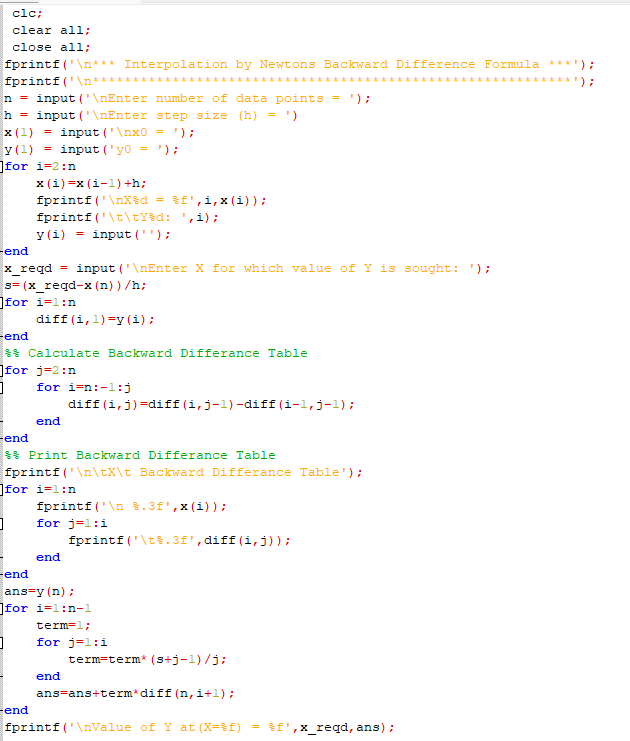 clc;
clear all;
close all;
fprintf('\n*** Interpolation by Newtons Backward Difference Formula ***');
fprintf('\n************************************************************');
n = input('\nEnter number of data points = ');
h = input('\nEnter step size (h) = ')
x(1) = input('\nx0 = ');
y(1) = input('y0 = ');
for i=2:n
x(i)=x(i-1)+h;
fprintf('\nX%d = %f',i,x(i));
fprintf('\t\tY%d: ',i);
y(i) = input('');
end
x_reqd = input('\nEnter X for which value of Y is sought: ');
s=(x_reqd-x(n))/h;
for i=1:n
diff(i,1)=y(i);
end
%% Calculate Backward Differance Table
for j=2:n
for i=n:-1:j
diff(i,j)=diff(i,j-1)-diff(i-1,j-1);
end
end
%% Print Backward Differance Table
fprintf('\n\tX\t Backward Differance Table');
for i=1:n
fprintf('\n %.3f',x(i));
for j=1:i
fprintf('\t%.3f',diff(i,j));
end
end
ans=y(n);
for i=1:n-1
term=1;
for j=1:i
term=term*(s+j-1)/j;
end
ans=ans+term*diff(n,i+1);
end
fprintf('\nValue of Y at(X=%f) = %f',x_reqd,ans);